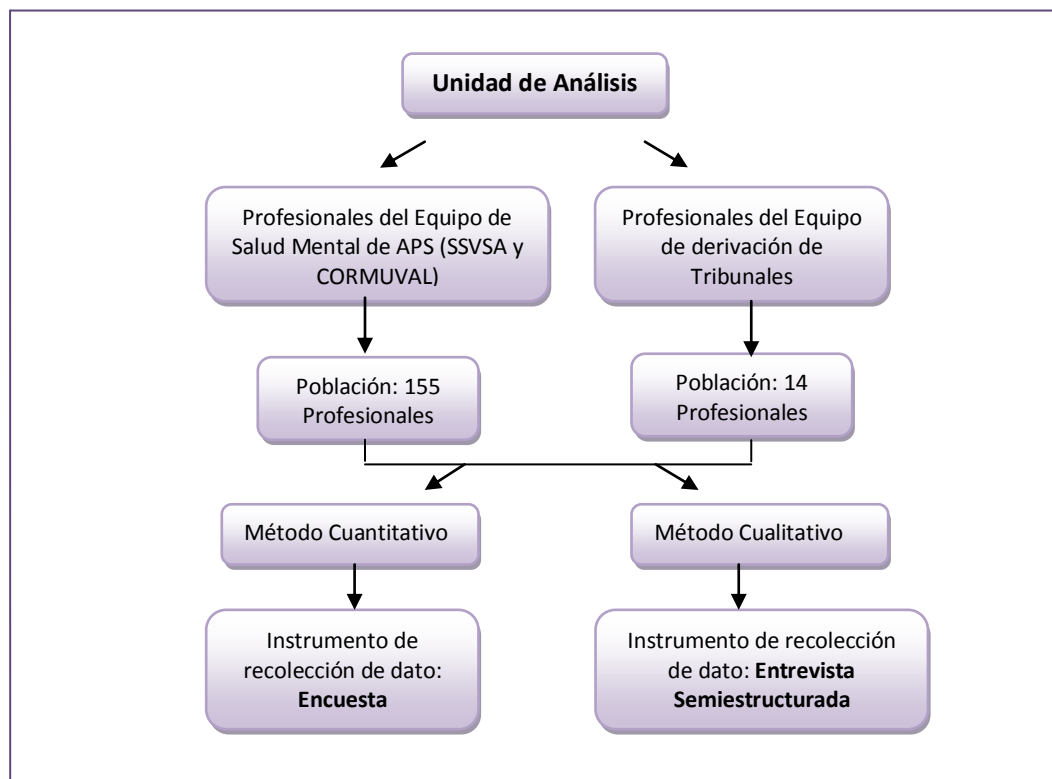 Unidad de Análisis
Profesionales del Equipo de
Salud Mental de APS (SSVSA y
CORMUVAL)
Profesionales del Equipo
de derivación de
Tribunales
Población: 155
Profesionales
Población: 14
Profesionales
Método Cuantitativo
Método Cualitativo
Instrumento de
recolección de dato:
Encuesta
Instrumento de recolección
de dato: Entrevista
Semiestructurada